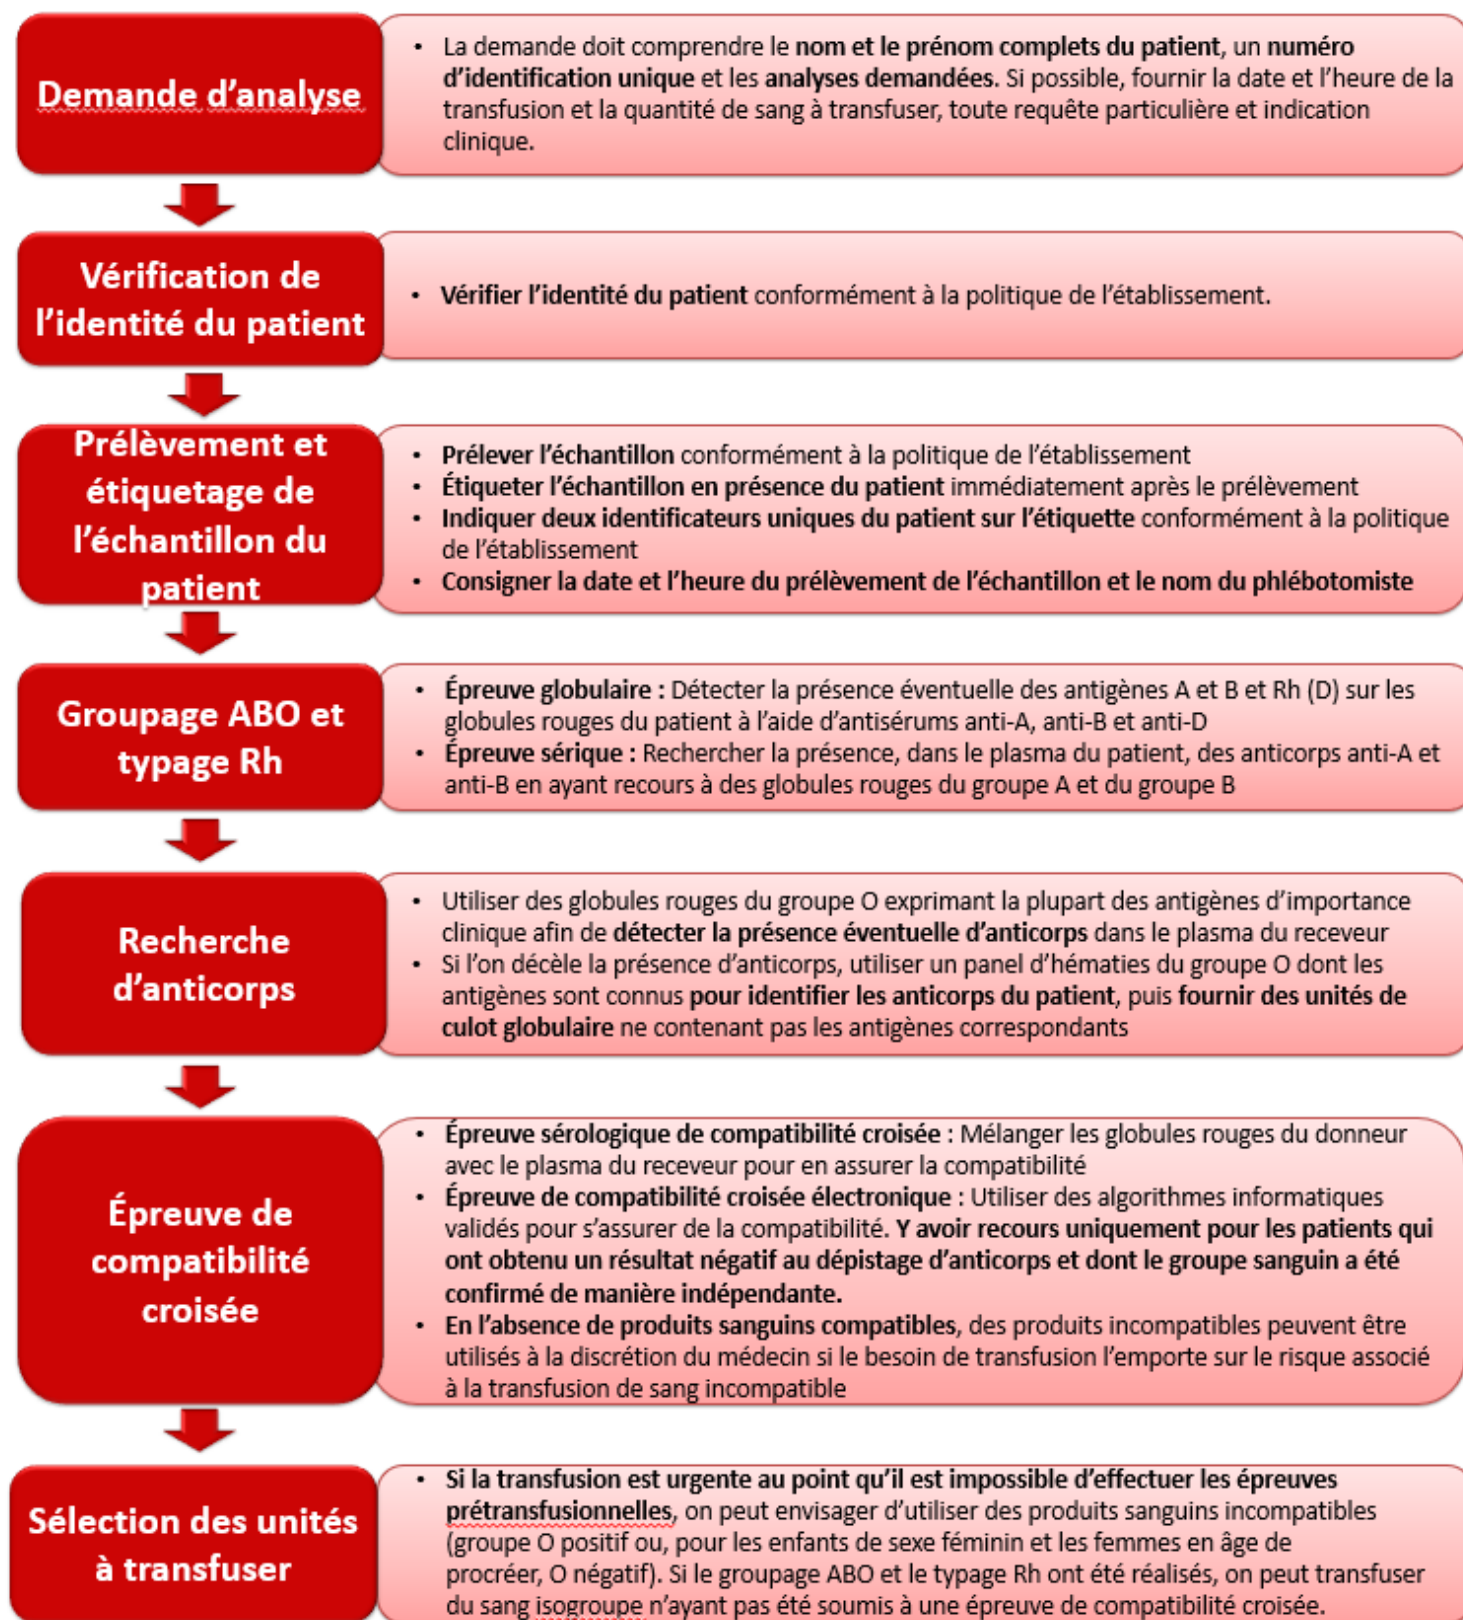 Demande d’analyse
• La demande doit comprendre le nom et le prénom complets du patient, un numéro
d’identification unique et les analyses demandées. Si possible, fournir la date et l’heure de la
transfusion et la quantité de sang à transfuser, toute requête particulière et indication
clinique.
Vérification de
l’identité du patient
• Vérifier l’identité du patient conformément à la politique de l’établissement.
Prélèvement et
étiquetage de
l’échantillon du
patient
• Prélever l’échantillon conformément à la politique de l’établissement
• Étiqueter l’échantillon en présence du patient immédiatement après le prélèvement
• Indiquer deux identificateurs uniques du patient sur l’étiquette conformément à la politique
de l’établissement
• Consigner la date et l’heure du prélèvement de l’échantillon et le nom du phlébotomiste
Groupage ABO et
typage Rh
• Épreuve globulaire : Détecter la présence éventuelle des antigènes A et B et Rh (D) sur les
globules rouges du patient à l’aide d’antisérums anti-A, anti-B et anti-D
• Épreuve sérique : Rechercher la présence, dans le plasma du patient, des anticorps anti-A et
anti-B en ayant recours à des globules rouges du groupe A et du groupe B
Recherche
d’anticorps
• Utiliser des globules rouges du groupe O exprimant la plupart des antigènes d’importance
clinique afin de détecter la présence éventuelle d’anticorps dans le plasma du receveur
• Si l’on décèle la présence d’anticorps, utiliser un panel d’hématies du groupe O dont les
antigènes sont connus pour identifier les anticorps du patient, puis fournir des unités de
culot globulaire ne contenant pas les antigènes correspondants
Épreuve de
compatibilité
croisée
• Épreuve sérologique de compatibilité croisée : Mélanger les globules rouges du donneur
avec le plasma du receveur pour en assurer la compatibilité
• Épreuve de compatibilité croisée électronique : Utiliser des algorithmes informatiques
validés pour s’assurer de la compatibilité. Y avoir recours uniquement pour les patients qui
ont obtenu un résultat négatif au dépistage d’anticorps et dont le groupe sanguin a été
confirmé de manière indépendante.
• En l’absence de produits sanguins compatibles, des produits incompatibles peuvent être
utilisés à la discrétion du médecin si le besoin de transfusion l’emporte sur le risque associé
à la transfusion de sang incompatible
Sélection des unités
à transfuser
• Si la transfusion est urgente au point qu’il est impossible d’effectuer les épreuves
prétransfusionnelles, on peut envisager d’utiliser des produits sanguins incompatibles
(groupe O positif ou, pour les enfants de sexe féminin et les femmes en âge de
procréer, O négatif). Si le groupage ABO et le typage Rh ont été réalisés, on peut transfuser
du sang isogroupe n’ayant pas été soumis à une épreuve de compatibilité croisée.